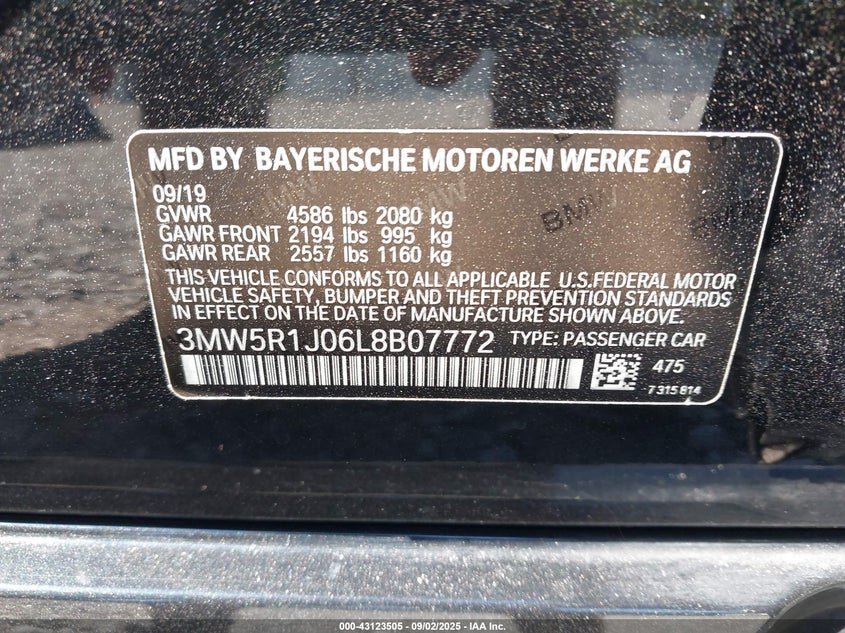 MFD BY BAYERISCHE MOTOREN WERKE AG
09/19
GVWR 4586 lbs 2080 kg
GAWR FRONT 2194 lbs 995 kg
GAWR REAR 2557 lbs 1160 kg
THIS VEHICLE CONFORMS TO ALL APPLICABLE U.S.FEDERAL MOTOR
VEHICLE SAFETY, BUMPER AND THEFT PREVENTION STANDARDS
IN EFFECT ON THE DATE OF MANUFACTURE SHOWN ABOVE.
3MW5R1J06L8B07772 TYPE: PASSENGER CAR
475
7315814
BMW
000-43123505 - 09/02/2025 - IAA Inc.